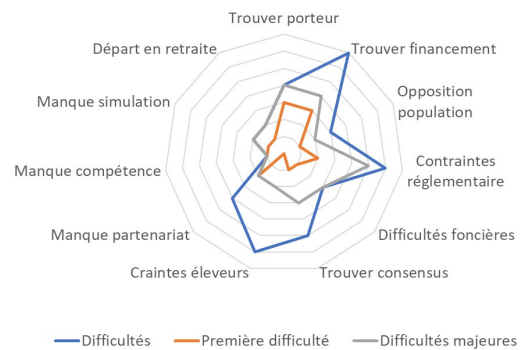 Trouver porteur
Départ en retraite
Trouver financement
Manque simulation
Opposition
population
Manque compétence
Contraintes
réglementaire
Manque partenariat
Difficultés foncières
Craintes éleveurs
Trouver consensus
Difficultés
Première difficulté
Difficultés majeures